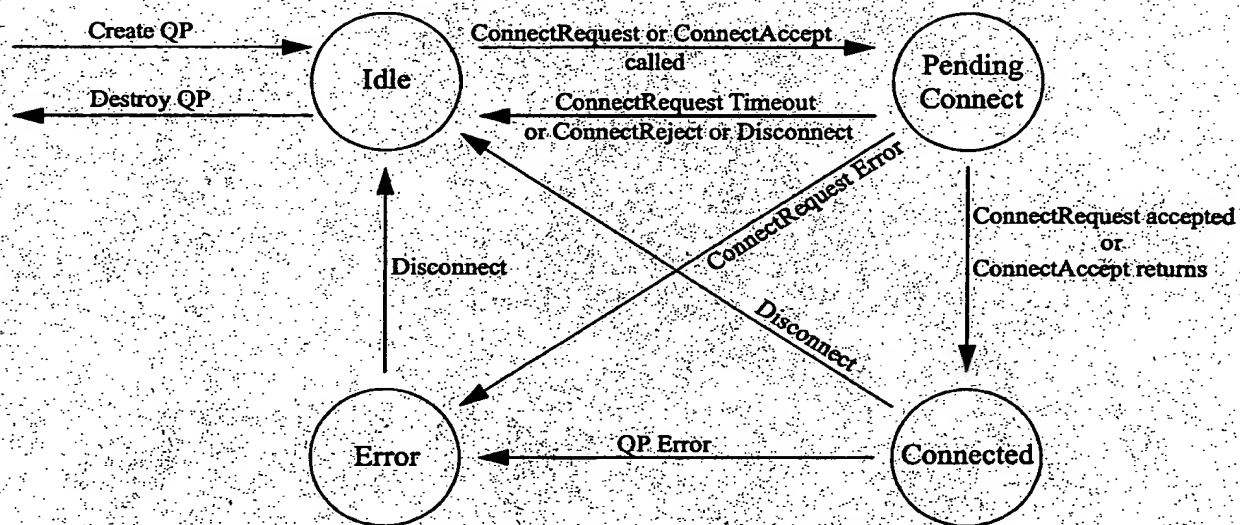 Create QP
Idle
Destroy QP
ConnectRequest or ConnectAccept
called
ConnectRequest Timeout
or ConnectReject or Disconnect
Pending
Connect
ConnectRequest Error
ConnectRequest accepted
or
ConnectAccept returns
Disconnect
Disconnect
Error
QP Error
Connected